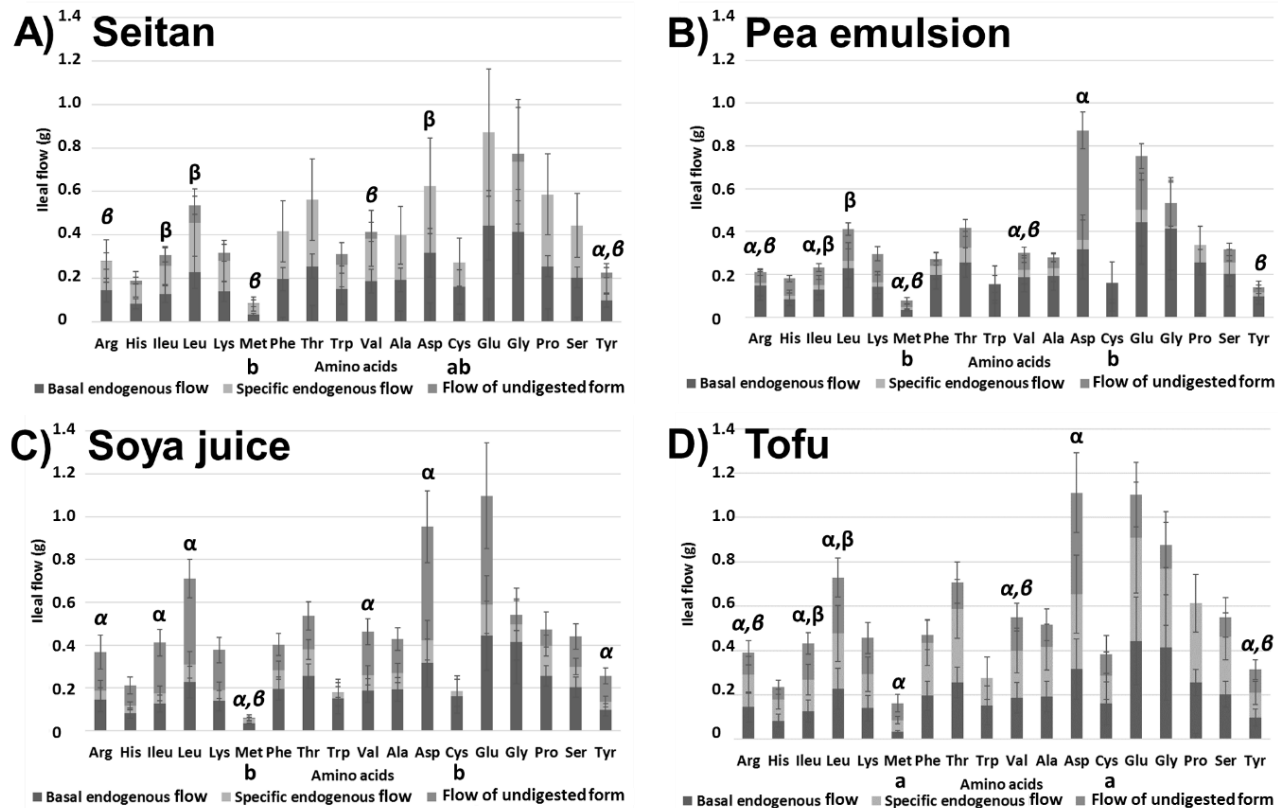 A) Seitan
1.4
1.2
1.0
0.8
0.6
0.4
0.2
0
Ileal flow (g)
β β β β β β α,β
Arg His Ileu Leu Lys Met Phe Thr Trp Val Ala Asp Cys Glu Gly Pro Ser Tyr
b Amino acids ab
Basal endogenous flow Specific endogenous flow Flow of undigested form
B) Pea emulsion
1.4
1.2
1.0
0.8
0.6
0.4
0.2
0
Ileal flow (g)
α,β α,β β α,β α,β α β
Arg His Ileu Leu Lys Met Phe Thr Trp Val Ala Asp Cys Glu Gly Pro Ser Tyr
b Amino acids b
Basal endogenous flow Specific endogenous flow Flow of undigested form
C) Soya juice
1.4
1.2
1.0
0.8
0.6
0.4
0.2
0
Ileal flow (g)
α α α α,β α α α
Arg His Ileu Leu Lys Met Phe Thr Trp Val Ala Asp Cys Glu Gly Pro Ser Tyr
b Amino acids b
Basal endogenous flow Specific endogenous flow Flow of undigested form
D) Tofu
1.4
1.2
1.0
0.8
0.6
0.4
0.2
0
Ileal flow (g)
α,β α,β α,β α α,β α α,β
Arg His Ileu Leu Lys Met Phe Thr Trp Val Ala Asp Cys Glu Gly Pro Ser Tyr
a Amino acids a
Basal endogenous flow Specific endogenous flow Flow of undigested form